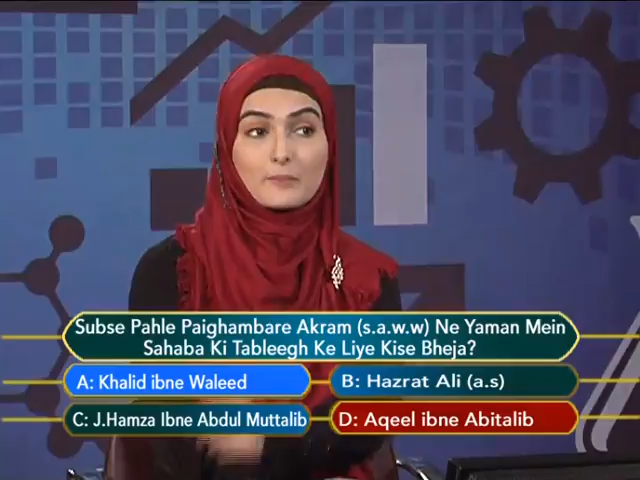 Subse Pahle Paighambare Akram (s.a.w.w) Ne Yaman Mein
Sahaba Ki Tableegh Ke Liye Kise Bheja?
A: Khalid ibne Waleed
B: Hazrat Ali (a.s)
C: J.Hamza Ibne Abdul Muttalib
D: Aqeel ibne Abitalib